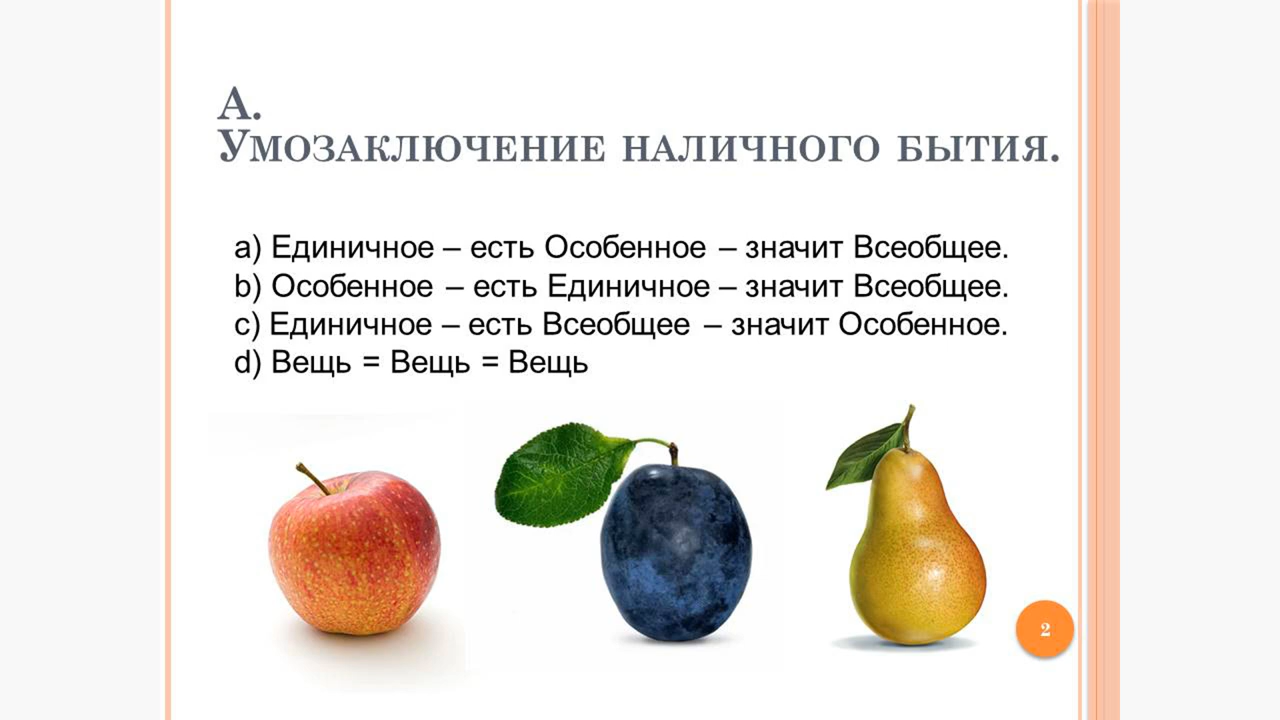 А.
Умозаключение наличного бытия.
a) Единичное – есть Особенное – значит Всеобщее.
b) Особенное – есть Единичное – значит Всеобщее.
c) Единичное – есть Всеобщее – значит Особенное.
d) Вещь = Вещь = Вещь
2